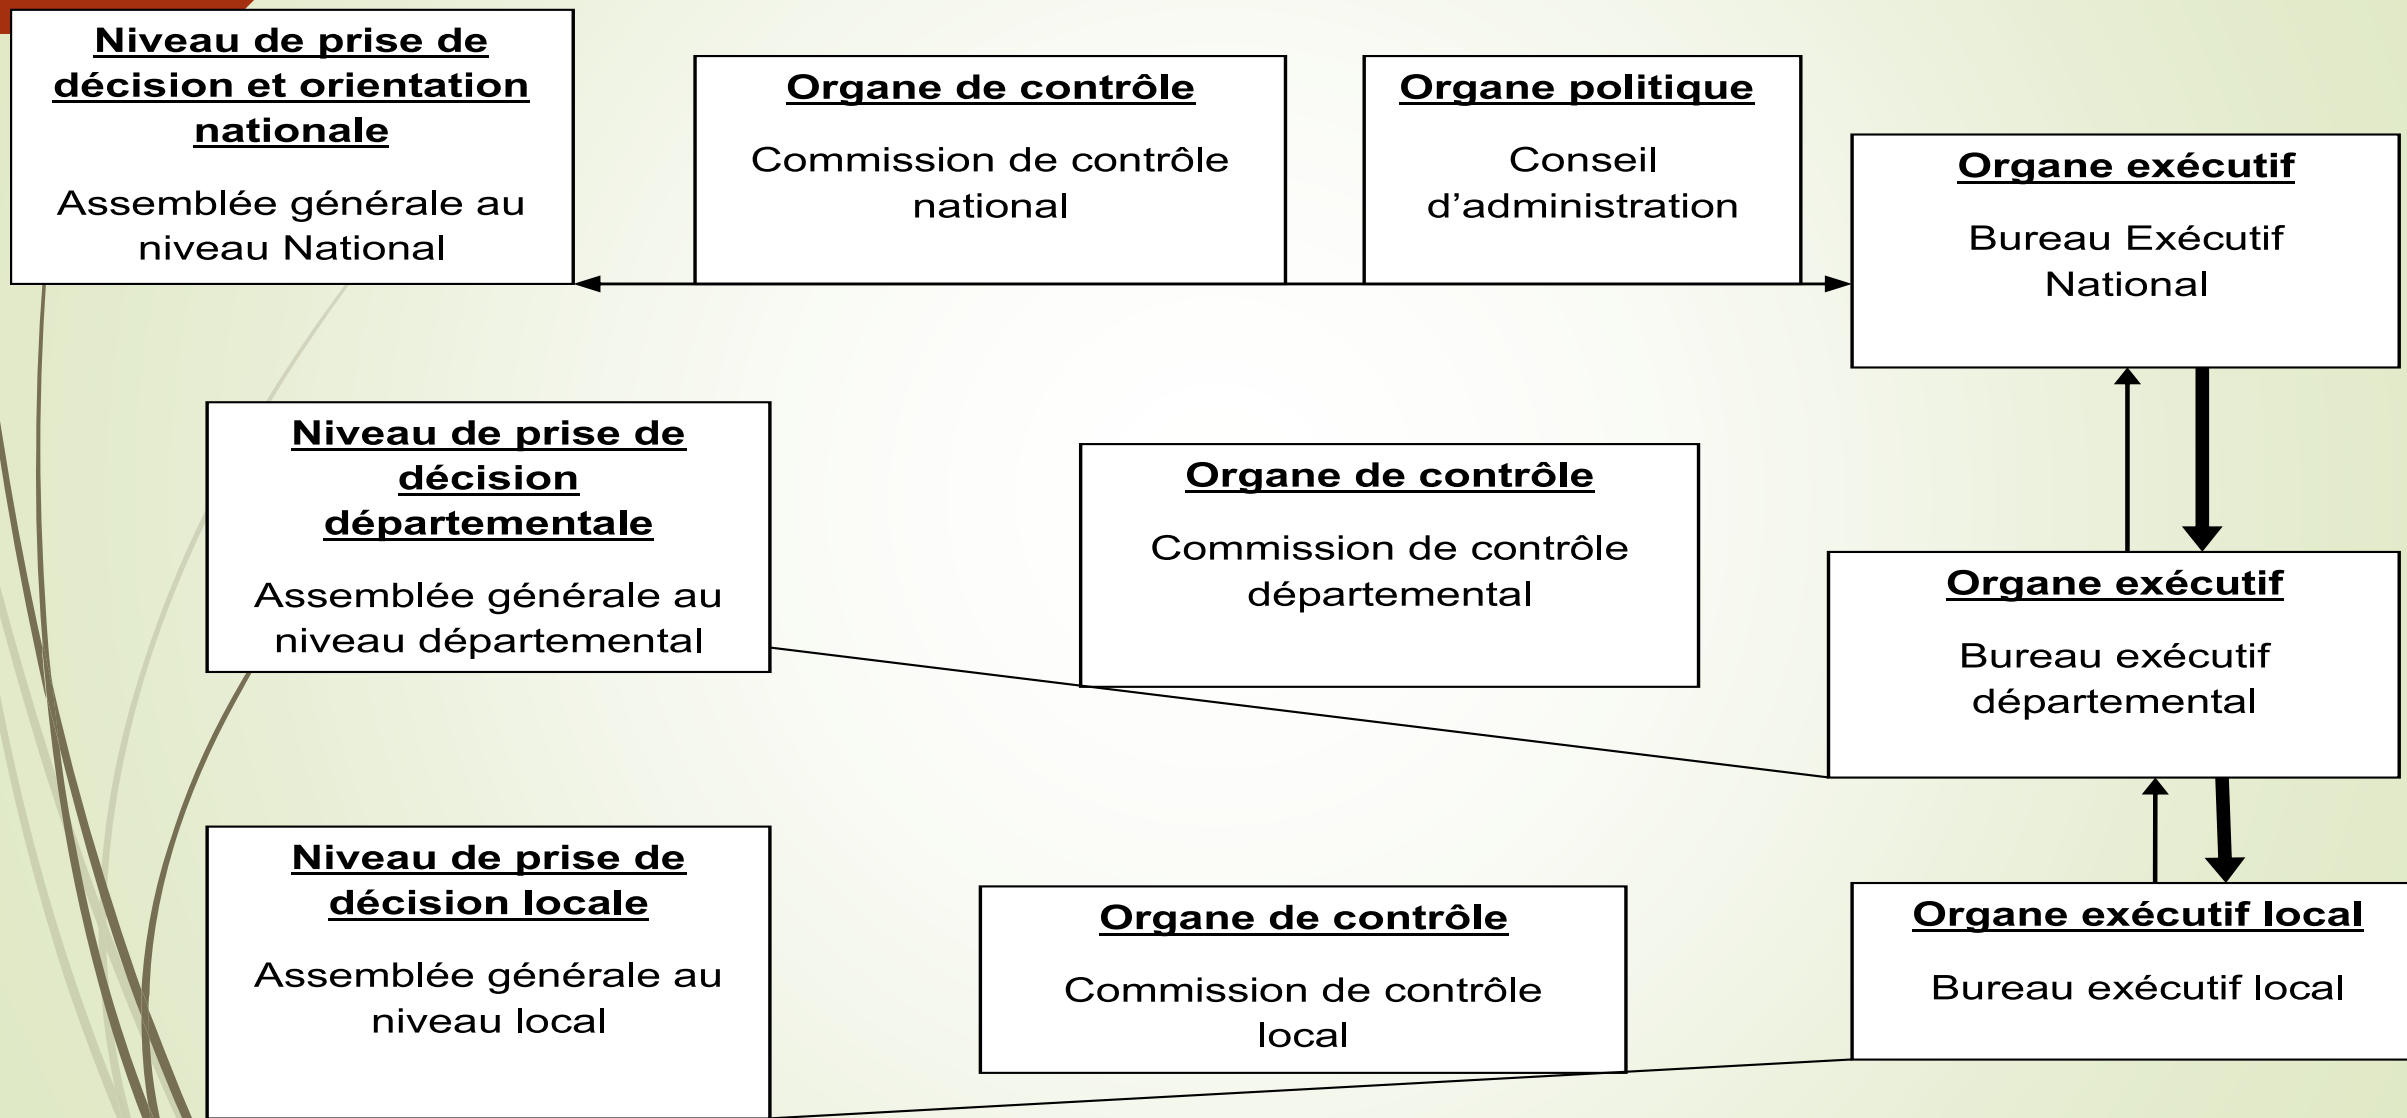 Niveau de prise de
décision et orientation
nationale
Assemblée générale au
niveau National
Organe de contrôle
Commission de contrôle
national
Organe politique
Conseil
d’administration
Organe exécutif
Bureau Exécutif
National
Niveau de prise de
décision
départementale
Assemblée générale au
niveau départemental
Organe de contrôle
Commission de contrôle
départemental
Organe exécutif
Bureau exécutif
départemental
Niveau de prise de
décision locale
Assemblée générale au
niveau local
Organe de contrôle
Commission de contrôle
local
Organe exécutif local
Bureau exécutif local